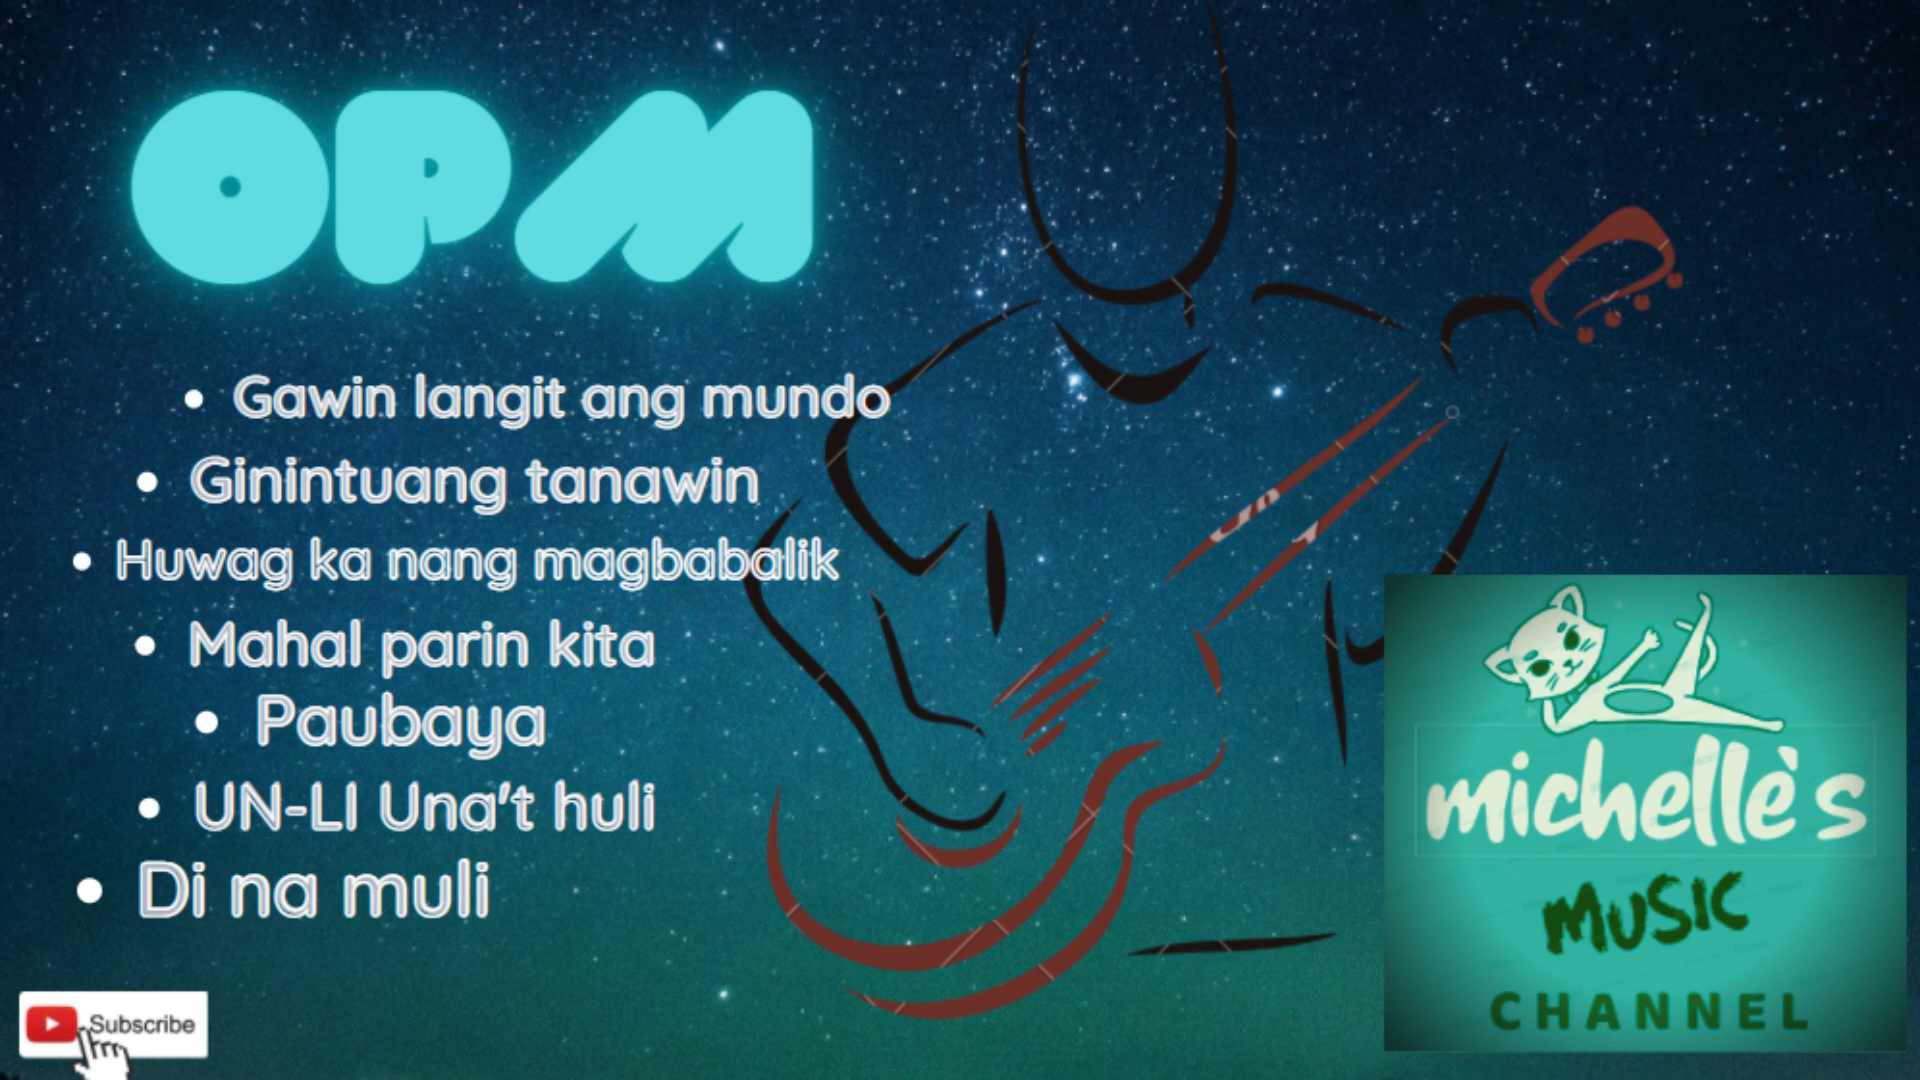 OPM
• Gawin langit ang mundo
• Ginintuang tanawin
• Huwag ka nang magbabalik
• Mahal parin kita
• Paubaya
• UN-LI Una't huli
• Di na muli
Subscribe
michellè's
MUSIC
CHANNEL